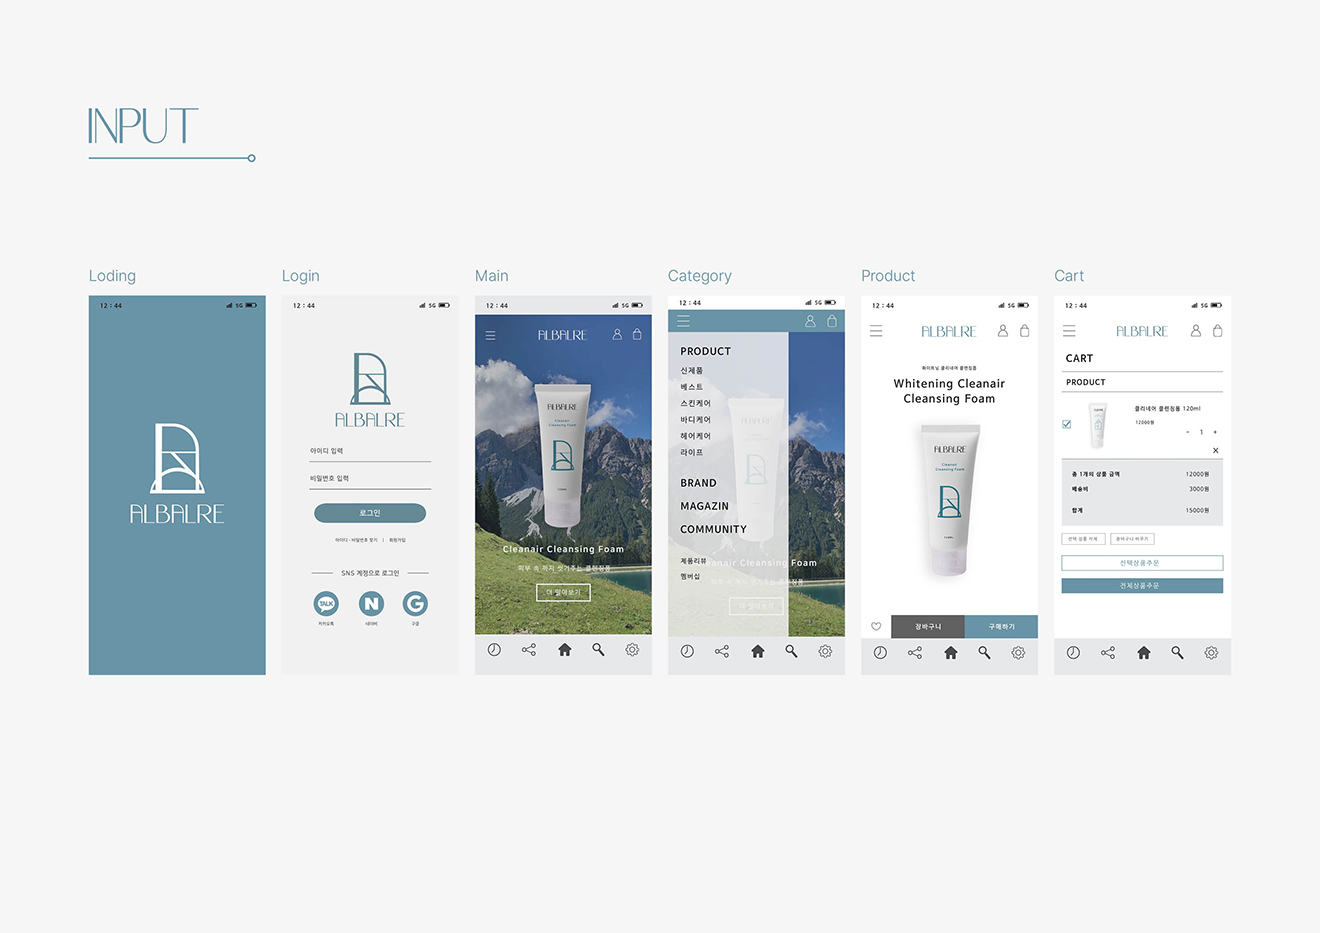 INPUT
Loding
Login
Main
Category
Product
Cart
ALBALRE
12 : 44
5G
ALBALRE
아이디 입력
비밀번호 입력
로그인
아이디 · 비밀번호 찾기 | 회원가입
SNS 계정으로 로그인
TALK
N
G
카카오톡
네이버
구글
12 : 44
5G
ALBALRE
ALBALRE
Cleanair
Cleansing Foam
Cleanair Cleansing Foam
피부 속 까지 씻겨주는 클렌징폼
더 알아보기
12 : 44
5G
PRODUCT
신제품
베스트
스킨케어
바디케어
헤어케어
라이프
BRAND
MAGAZIN
COMMUNITY
제품리뷰
멤버십
Cleanair Cleansing Foam
더 알아보기
12 : 44
5G
ALBALRE
화이트닝 클리네어 클렌징폼
Whitening Cleanair
Cleansing Foam
ALBALRE
Cleanair
Cleansing Foam
장바구니
구매하기
12 : 44
5G
ALBALRE
CART
PRODUCT
클리네어 클렌징폼 120ml
12000원
- 1 +
총 1개의 상품 금액 12000원
배송비 3000원
합계 15000원
선택 상품 삭제
장바구니 비우기
선택상품주문
전체상품주문
12 : 44
5G